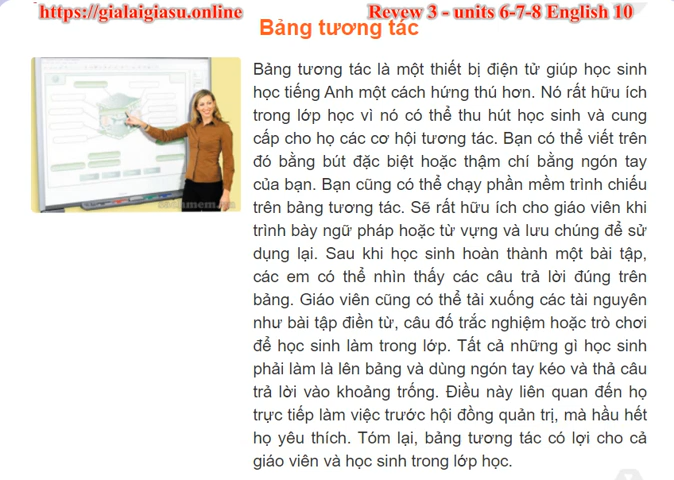 https://gialaigiasu.online Revew 3 - units 6-7-8 English 10
Bảng tương tác
Bảng tương tác là một thiết bị điện tử giúp học sinh
học tiếng Anh một cách hứng thú hơn. Nó rất hữu ích
trong lớp học vì nó có thể thu hút học sinh và cung
cấp cho họ các cơ hội tương tác. Bạn có thể viết trên
đó bằng bút đặc biệt hoặc thậm chí bằng ngón tay
của bạn. Bạn cũng có thể chạy phần mềm trình chiếu
trên bảng tương tác. Sẽ rất hữu ích cho giáo viên khi
trình bày ngữ pháp hoặc từ vựng và lưu chúng để sử
dụng lại. Sau khi học sinh hoàn thành một bài tập,
các em có thể nhìn thấy các câu trả lời đúng trên
bảng. Giáo viên cũng có thể tải xuống các tài nguyên
như bài tập điền từ, câu đố trắc nghiệm hoặc trò chơi
để học sinh làm trong lớp. Tất cả những gì học sinh
phải làm là lên bảng và dùng ngón tay kéo và thả câu
trả lời vào khoảng trống. Điều này liên quan đến họ
trực tiếp làm việc trước hội đồng quản trị, mà hầu hết
họ yêu thích. Tóm lại, bảng tương tác có lợi cho cả
giáo viên và học sinh trong lớp học.